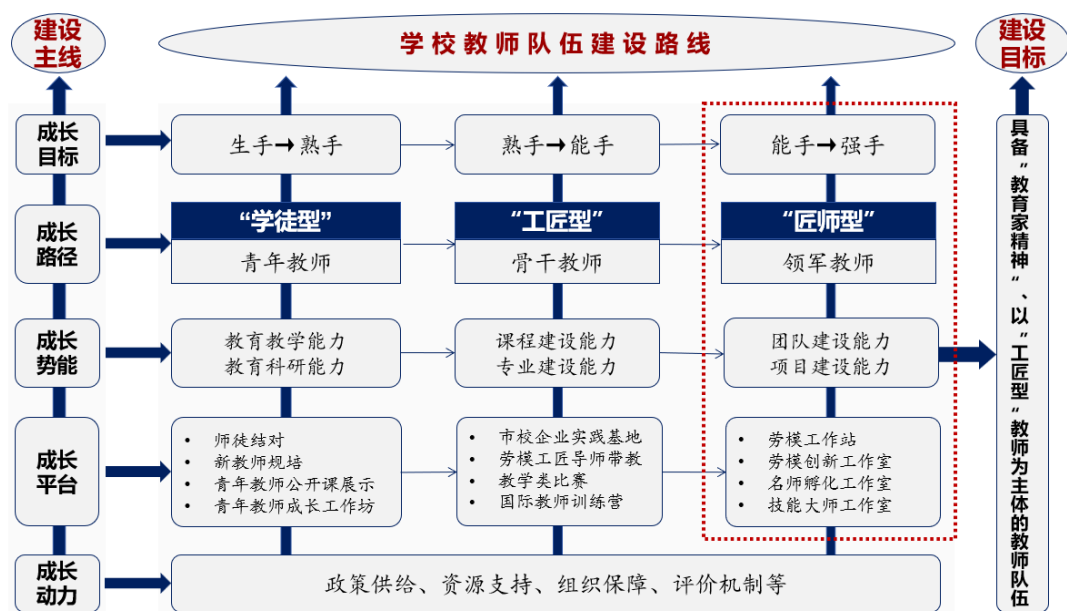 建设
主线
学校教师队伍建设路线
建设
目标
成长
目标
生手→熟手
熟手→能手
能手→强手
成长
路径
“学徒型”
青年教师
“工匠型”
骨干教师
“匠师型”
领军教师
成长
势能
教育教学能力
教育科研能力
课程建设能力
专业建设能力
团队建设能力
项目建设能力
成长
平台
• 师徒结对
• 新教师规培
• 青年教师公开课展示
• 青年教师成长工作坊
• 市校企业实践基地
• 劳模工匠导师带教
• 教学类比赛
• 国际教师训练营
• 劳模工作站
• 劳模创新工作室
• 名师孵化工作室
• 技能大师工作室
成长
动力
政策供给、资源支持、组织保障、评价机制等
具备“教育家精神“、以“工匠型“教师为主体的教师队伍